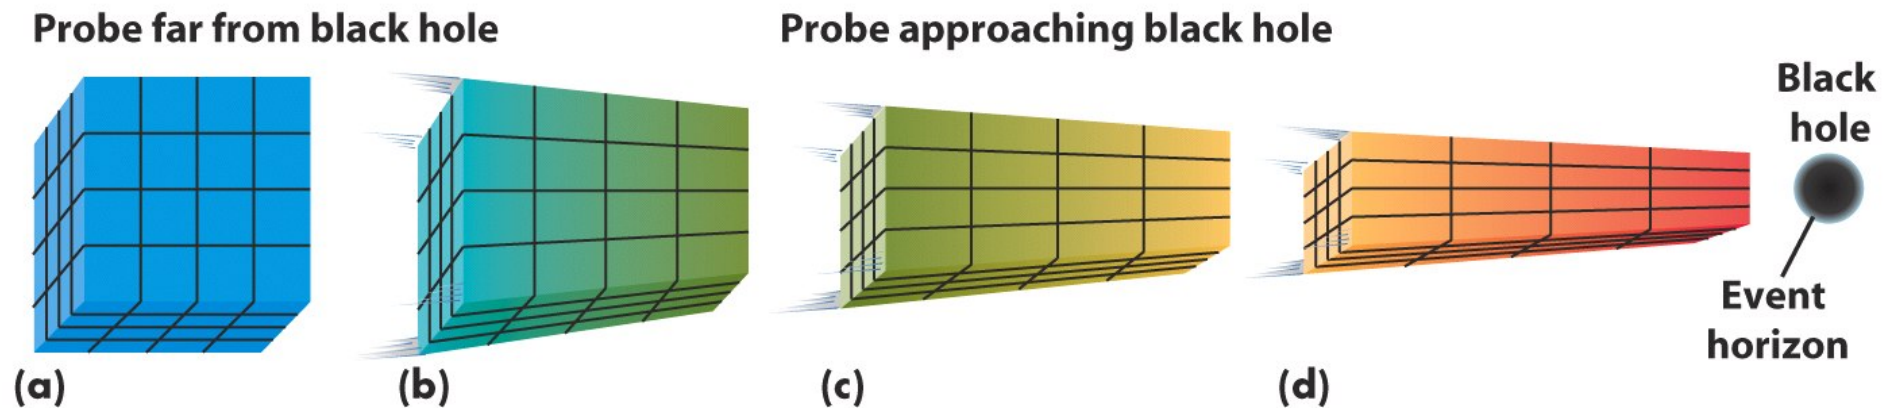 Probe far from black hole
Probe approaching black hole
Black
hole
Event
horizon
(a)
(b)
(c)
(d)